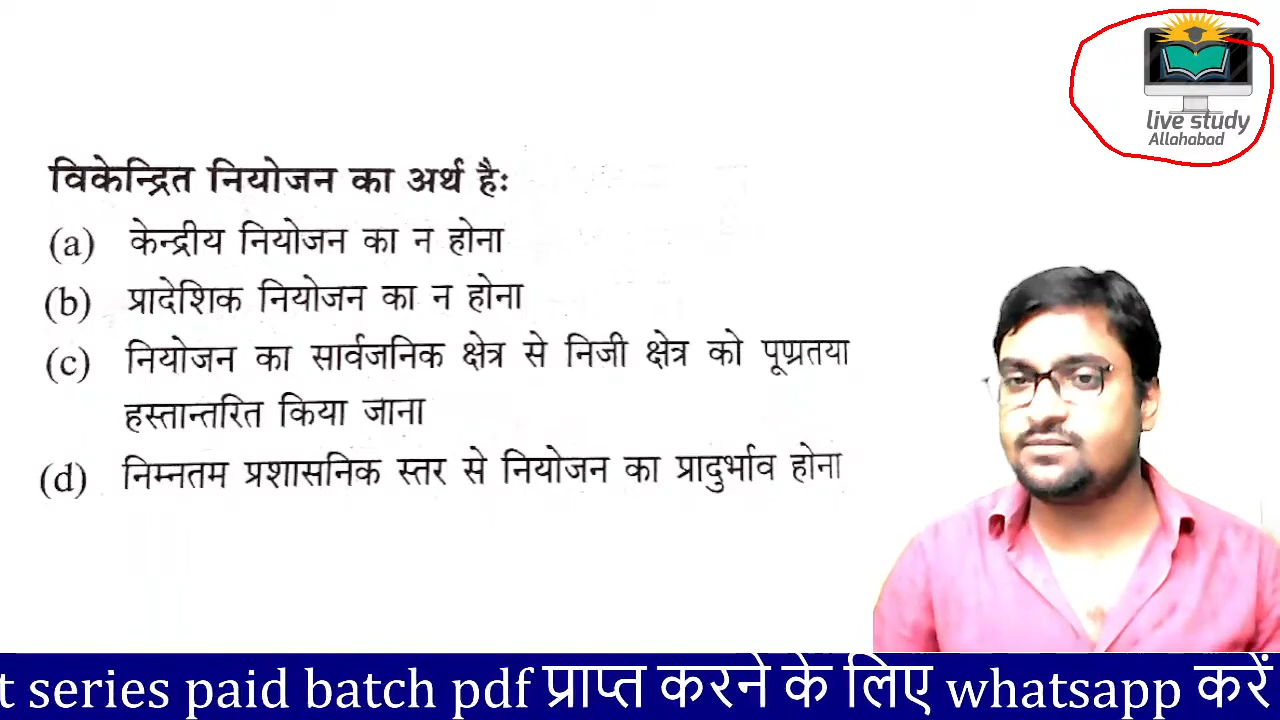 live study
Allahabad
विकेन्द्रित नियोजन का अर्थ है:
(a) केन्द्रीय नियोजन का न होना
(b) प्रादेशिक नियोजन का न होना
(c) नियोजन का सार्वजनिक क्षेत्र से निजी क्षेत्र को पूण्रतया
हस्तान्तरित किया जाना
(d) निम्नतम प्रशासनिक स्तर से नियोजन का प्रादुर्भाव होना
t series paid batch pdf प्राप्त करने के लिए whatsapp करें